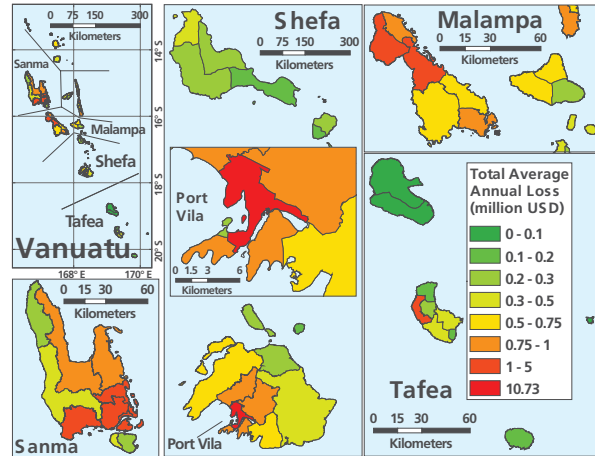 0 75 150 300
Kilometers
14° S
16° S
18° S
20° S
168° E 170° E
Sanma
Malampa
Shefa
Tafea
Vanuatu
Shefa
0 75 150 300
Kilometers
Malampa
0 15 30 60
Kilometers
Port
Vila
0 1.5 3 6
Kilometers
Total Average
Annual Loss
(million USD)
0 - 0.1
0.1 - 0.2
0.2 - 0.3
0.3 - 0.5
0.5 - 0.75
0.75 - 1
1 - 5
10.73
Tafea
0 15 30 60
Kilometers
0 15 30 60
Kilometers
Sanma
Port Vila